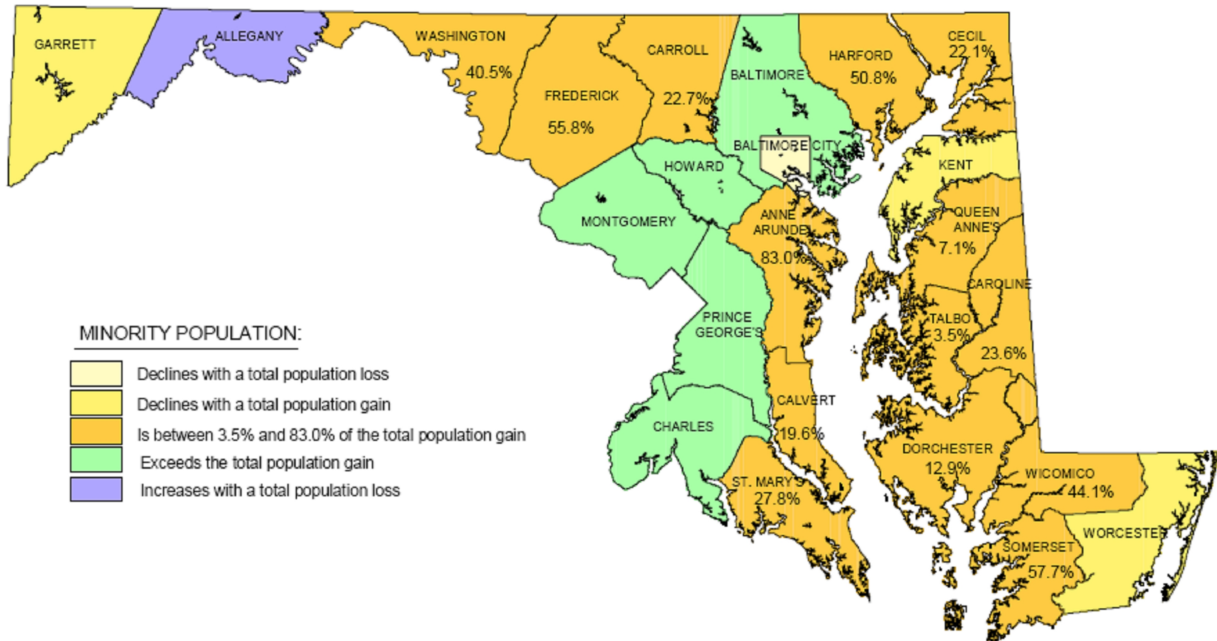 GARRETT
ALLEGANY
WASHINGTON
40.5%
FREDERICK
55.8%
CARROLL
22.7%
BALTIMORE
HARFORD
50.8%
CECIL
22.1%
BALTIMORE CITY
HOWARD
MONTGOMERY
KENT
ANNE
ARUNDEL
83.0%
QUEEN
ANNE'S
7.1%
CAROLINE
23.6%
TALBOT
3.5%
PRINCE
GEORGE'S
CALVERT
19.6%
CHARLES
ST. MARY'S
27.8%
DORCHESTER
12.9%
WICOMICO
44.1%
WORCESTER
SOMERSET
57.7%
MINORITY POPULATION:
Declines with a total population loss
Declines with a total population gain
Is between 3.5% and 83.0% of the total population gain
Exceeds the total population gain
Increases with a total population loss